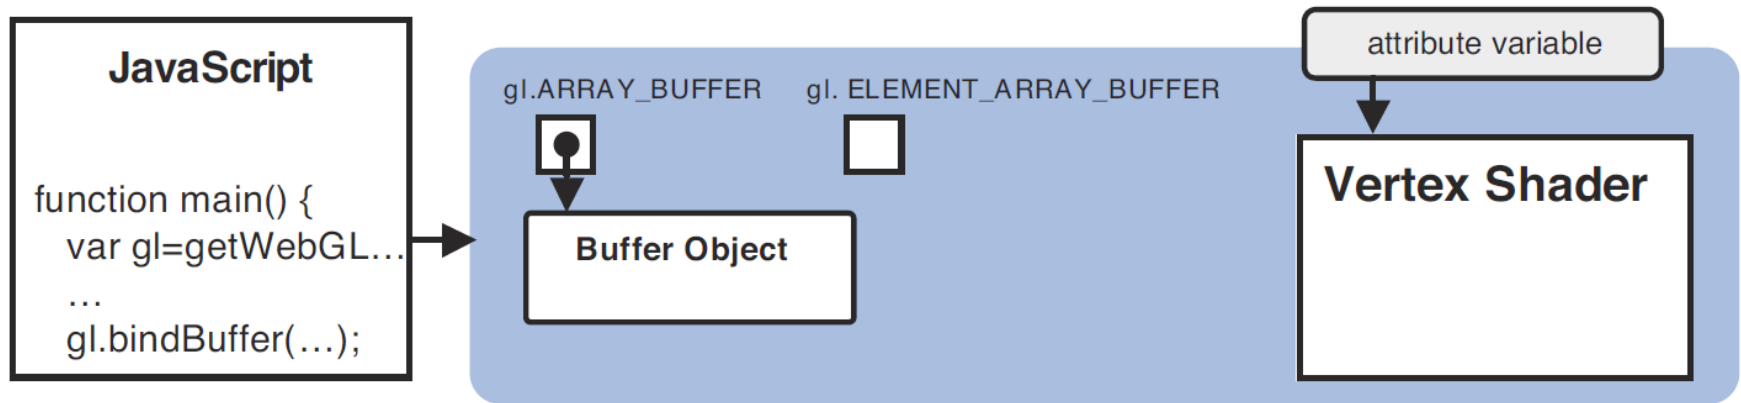 JavaScript
function main() {
var gl=getWebGL...
...
gl.bindBuffer(...);
gl.ARRAY_BUFFER
gl. ELEMENT_ARRAY_BUFFER
Buffer Object
attribute variable
Vertex Shader